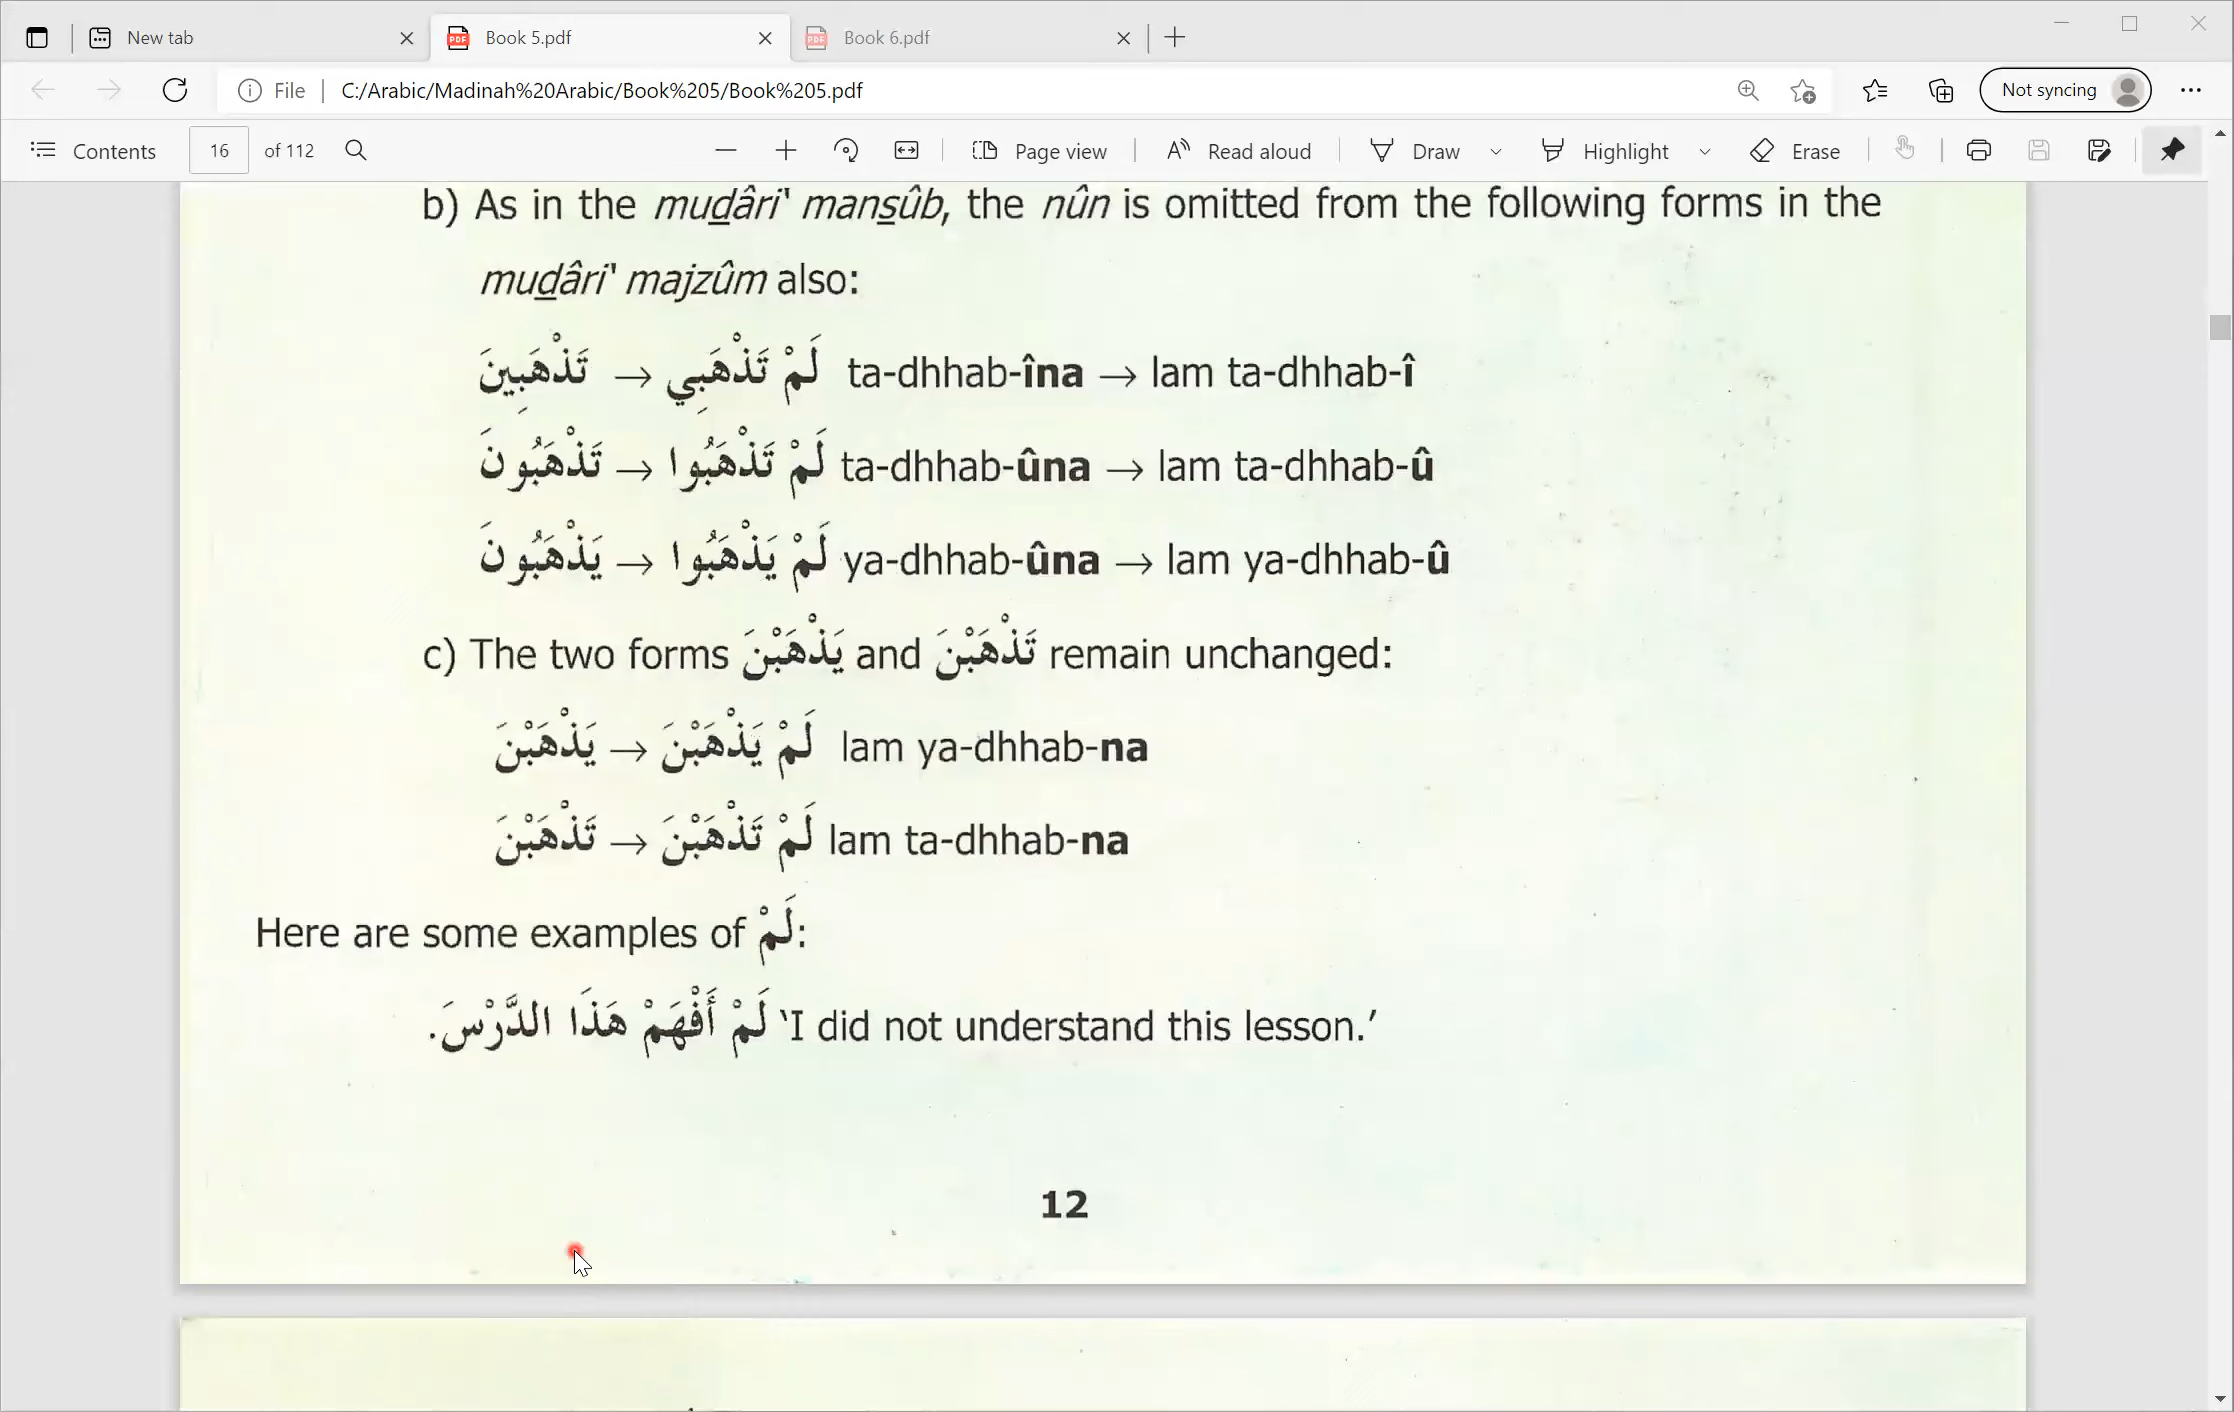 New tab
Book 5.pdf
Book 6.pdf
File | C:/Arabic/Madinah%20Arabic/Book%205/Book%205.pdf
Not syncing
Contents 16 of 112 Page view Read aloud Draw Highlight Erase
b) As in the mudâri' mansûb, the nûn is omitted from the following forms in the
mudâri' majzûm also:
تَذْهَبِينَ → لَمْ تَذْهَبِي ta-dhhab-îna → lam ta-dhhab-î
تَذْهَبُونَ → لَمْ تَذْهَبُوا ta-dhhab-ûna → lam ta-dhhab-û
يَذْهَبُونَ → لَمْ يَذْهَبُوا ya-dhhab-ûna → lam ya-dhhab-û
c) The two forms يَذْهَبْنَ and تَذْهَبْنَ remain unchanged:
يَذْهَبْنَ → لَمْ يَذْهَبْنَ lam ya-dhhab-na
تَذْهَبْنَ → لَمْ تَذْهَبْنَ lam ta-dhhab-na
Here are some examples of لَمْ:
لَمْ أَفْهَمْ هَذَا الدَّرْسَ. ‘I did not understand this lesson.’
12